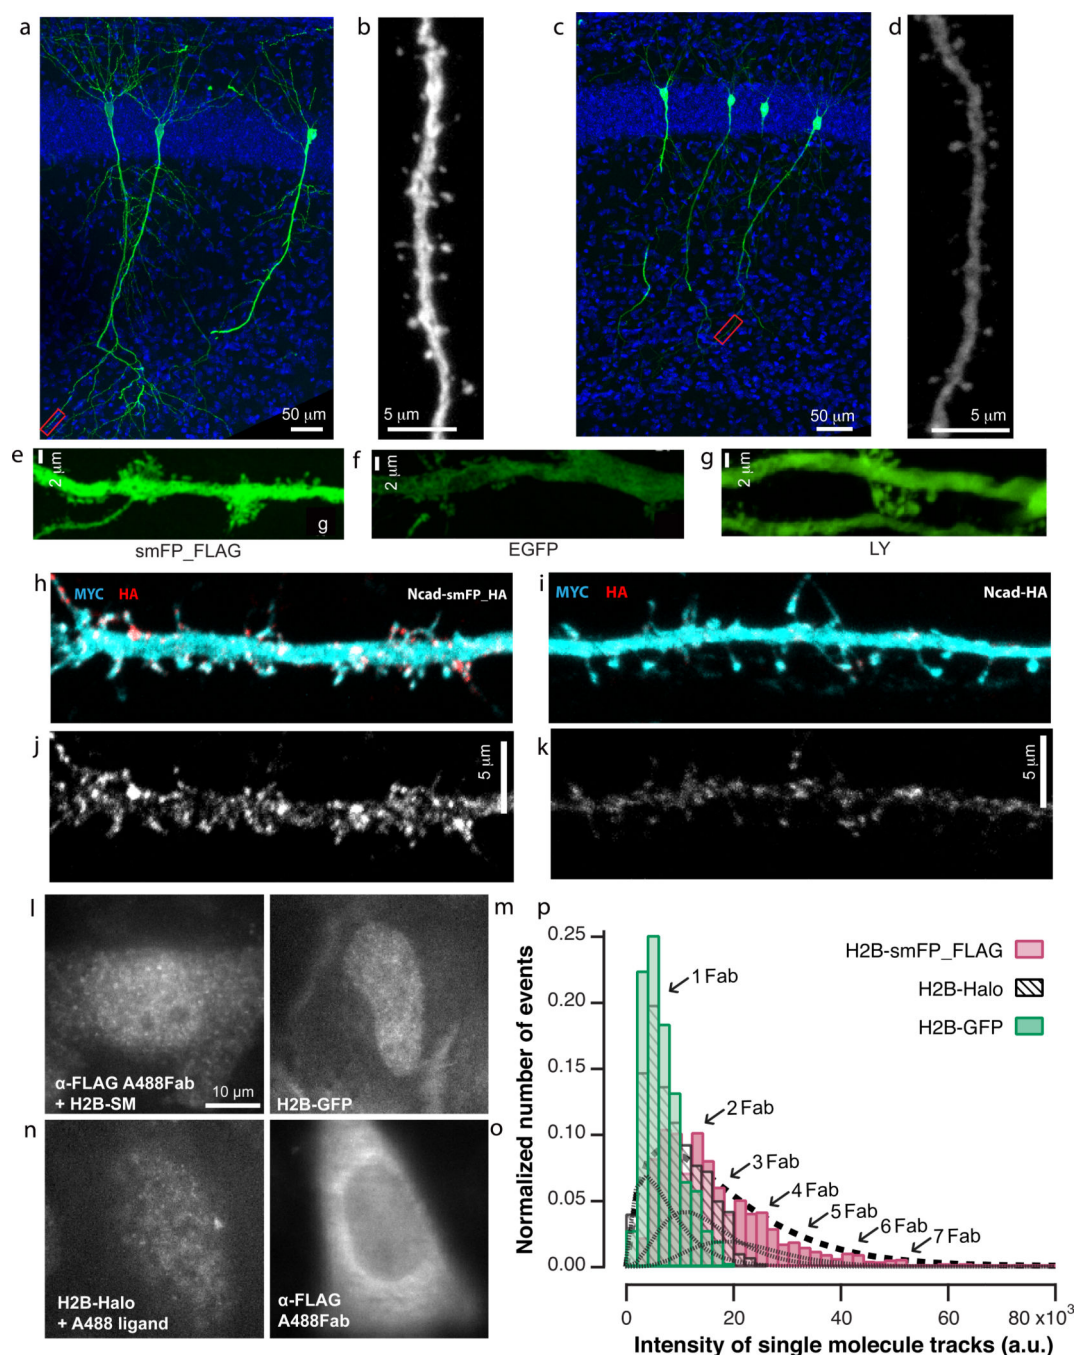 a
b
c
d
50 µm
5 µm
50 µm
5 µm
e
2 µm
g
f
2 µm
g
2 µm
smFP_FLAG
EGFP
LY
h
MYC HA
Ncad-smFP_HA
i
MYC HA
Ncad-HA
j
5 µm
k
5 µm
l
α-FLAG A488Fab
+ H2B-SM
10 µm
m
H2B-GFP
n
H2B-Halo
+ A488 ligand
o
α-FLAG
A488Fab
p
Normalized number of events
0.25
0.20
0.15
0.10
0.05
0.00
H2B-smFP_FLAG
H2B-Halo
H2B-GFP
1 Fab
2 Fab
3 Fab
4 Fab
5 Fab
6 Fab
7 Fab
0
20
40
60
80 x10³
Intensity of single molecule tracks (a.u.)